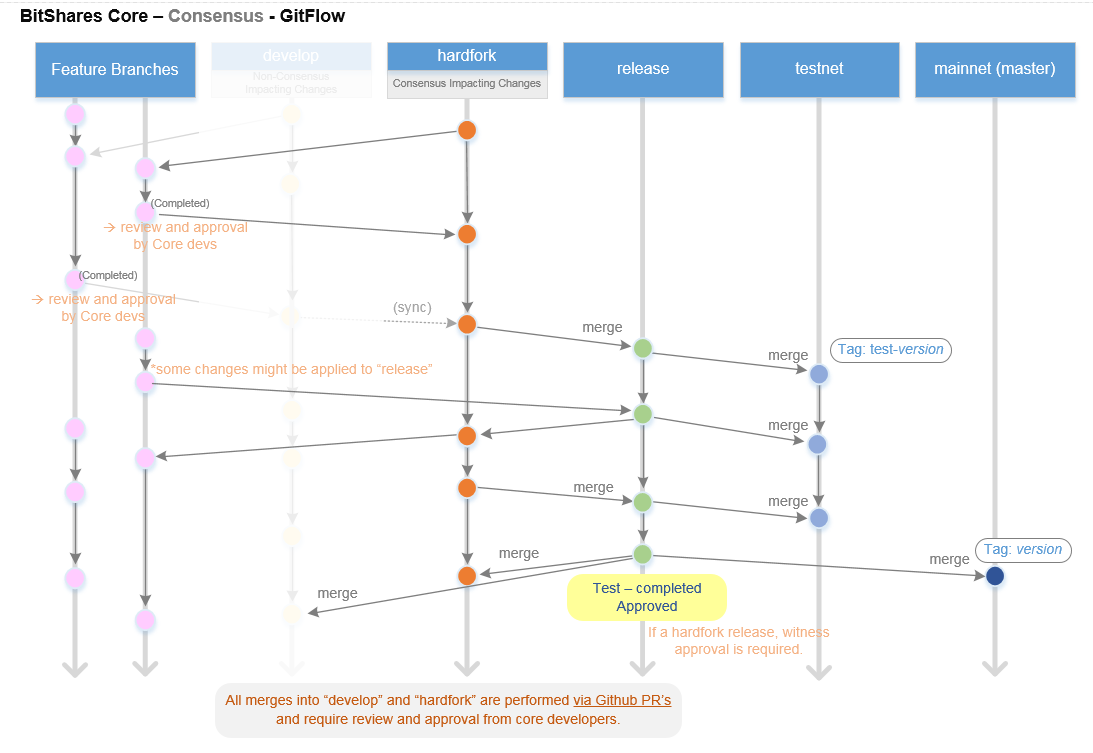 BitShares Core – Consensus - GitFlow
Feature Branches
develop
Non-Consensus
Impacting Changes
hardfork
Consensus Impacting Changes
release
testnet
mainnet (master)
(Completed)
→ review and approval
by Core devs
(Completed)
→ review and approval
by Core devs
(sync)
merge
merge
Tag: test-version
*some changes might be applied to “release”
merge
merge
merge
merge
merge
merge
Tag: version
Test – completed
Approved
If a hardfork release, witness
approval is required.
All merges into “develop” and “hardfork” are performed via Github PR’s
and require review and approval from core developers.